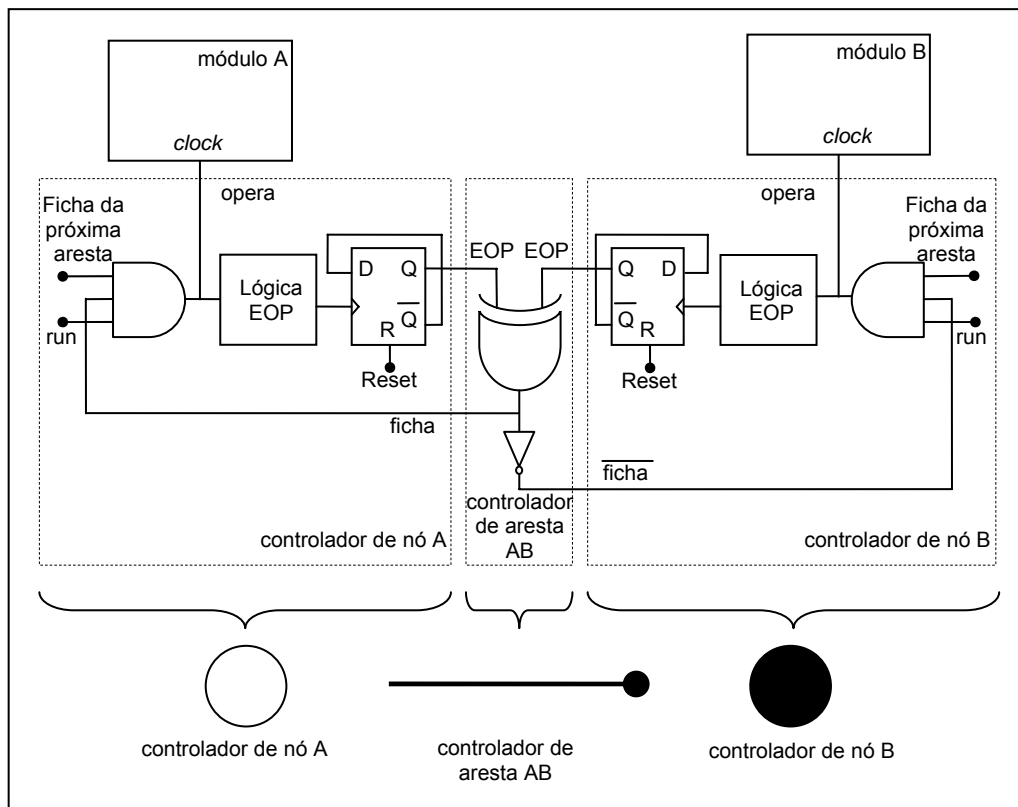 módulo A
clock
módulo B
clock
opera
opera
Ficha da
próxima
aresta
run
Lógica
EOP
D
Q
Q
R
Reset
EOP
EOP
Q
D
Q
R
Reset
Lógica
EOP
Ficha da
próxima
aresta
run
ficha
ficha
controlador de nó A
controlador
de aresta
AB
controlador de nó B
controlador de nó A
controlador de
aresta AB
controlador de nó B